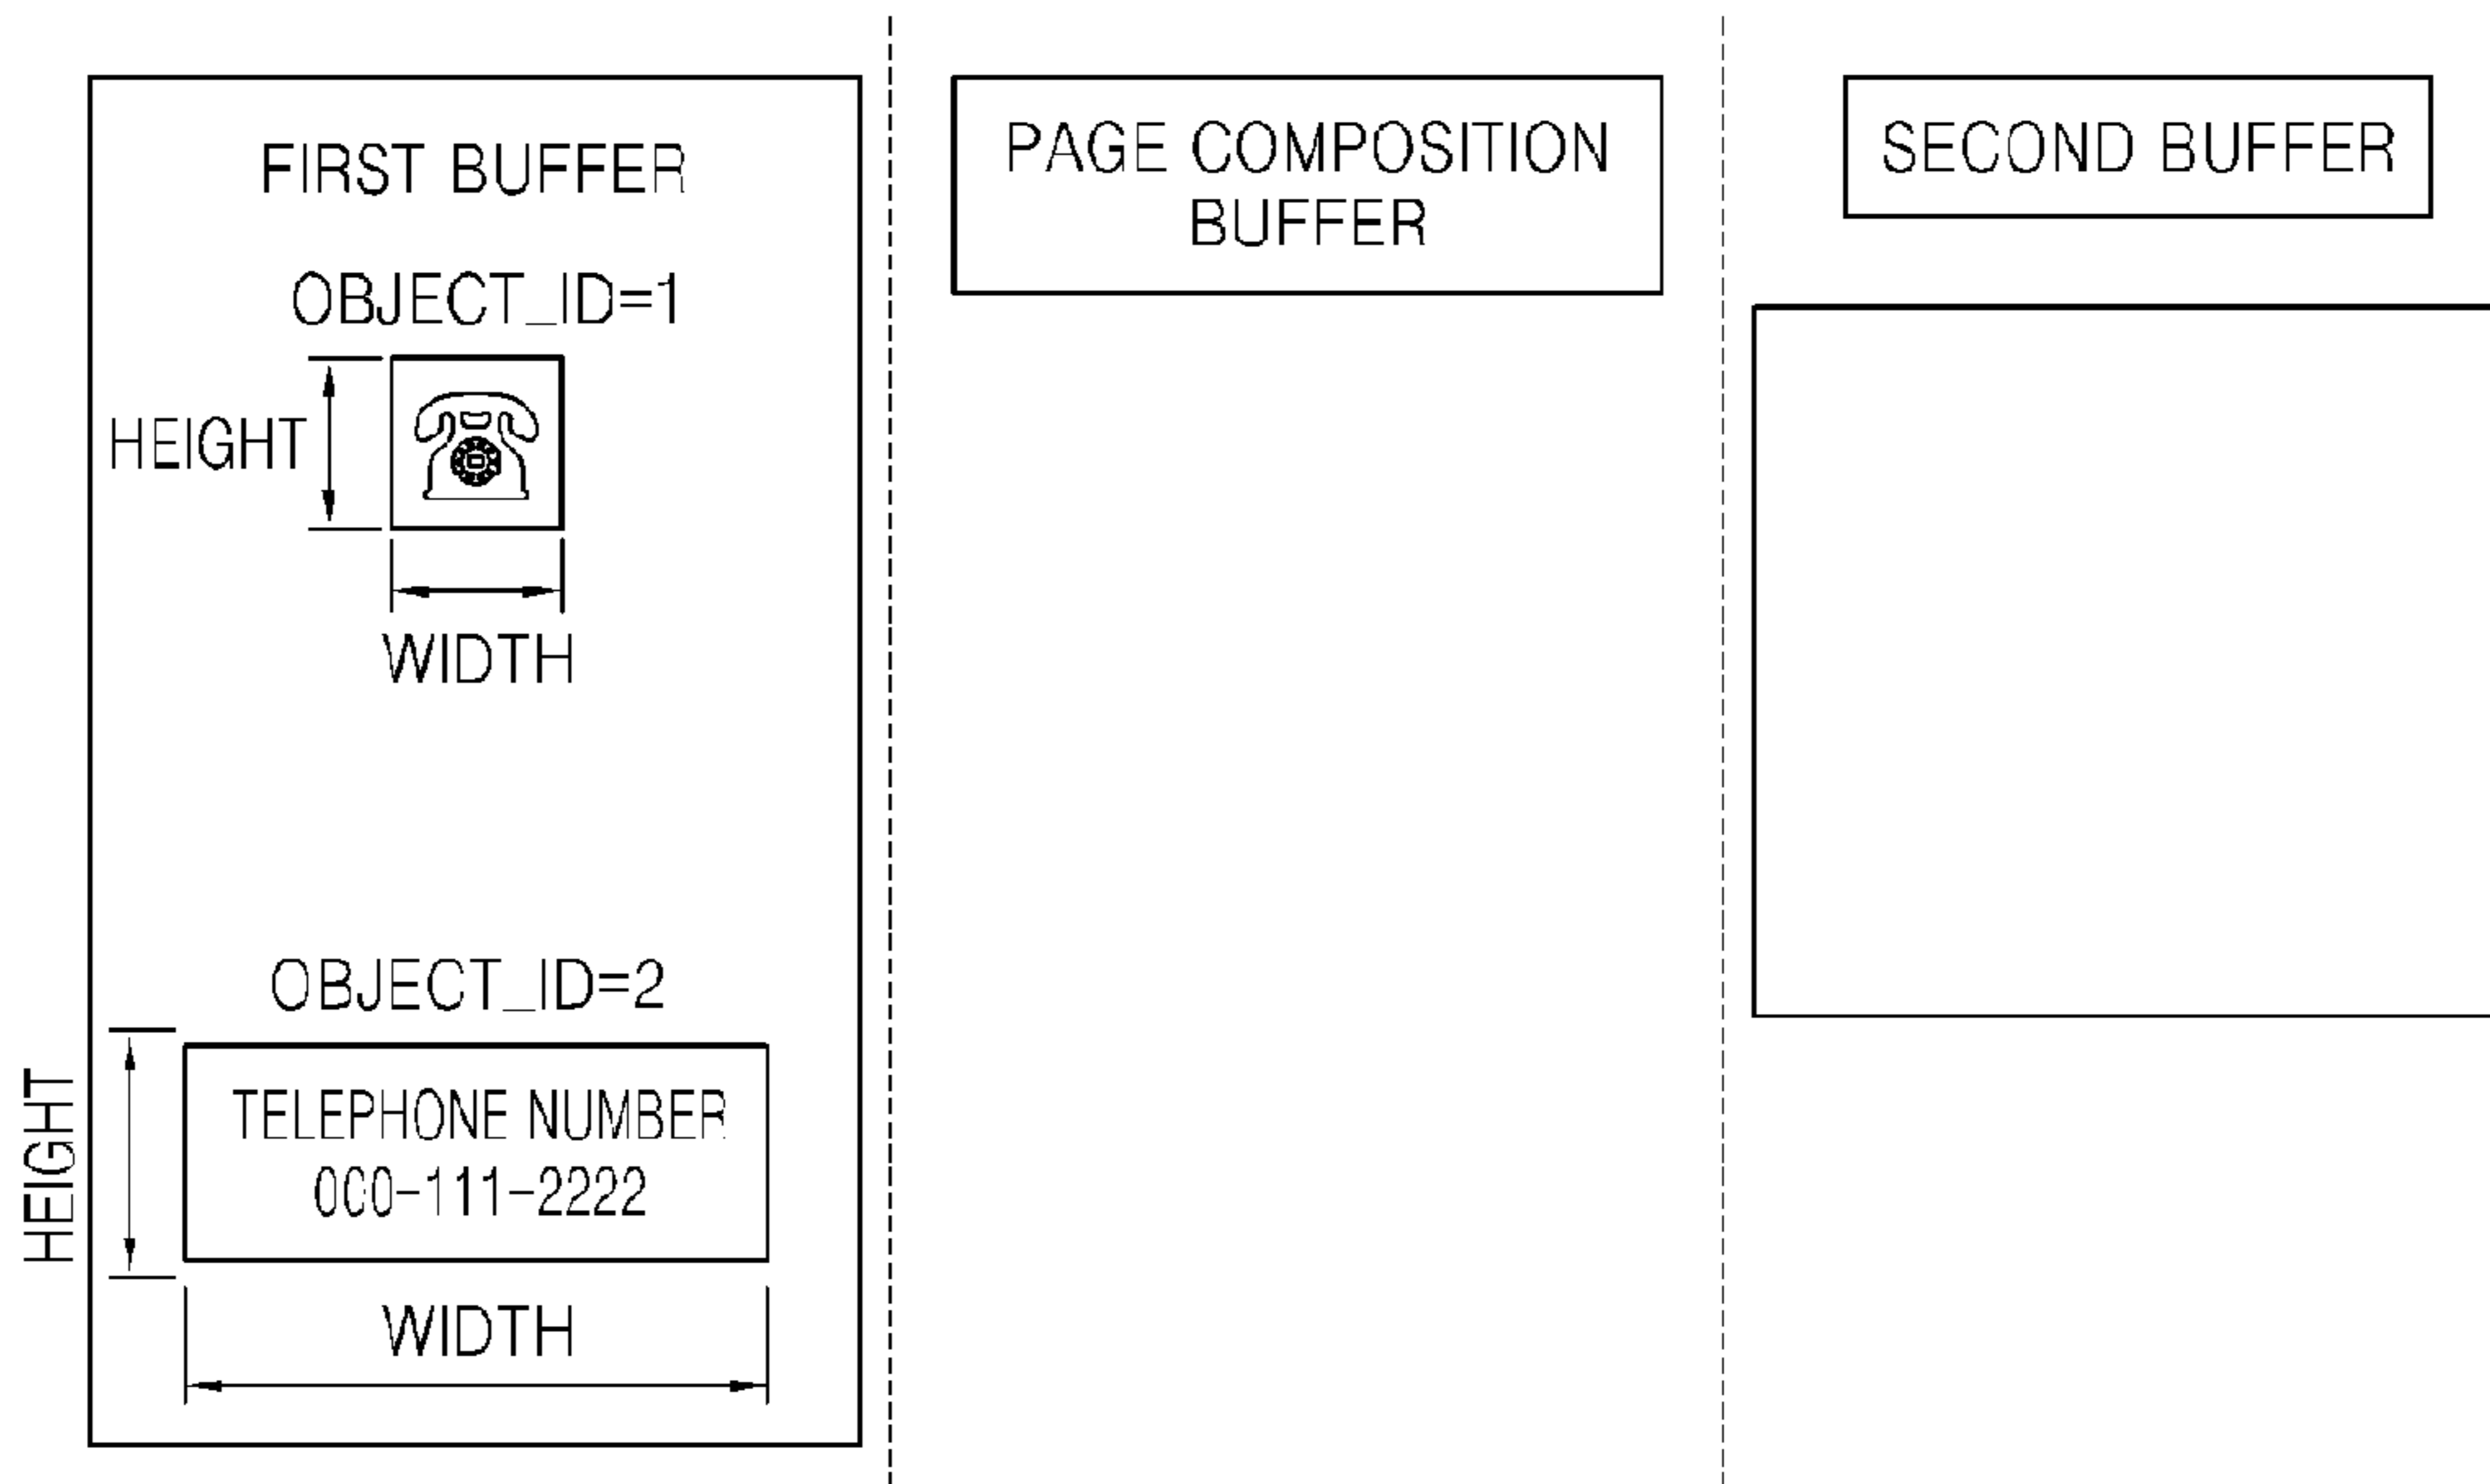 FIRST BUFFER
OBJECT_ID=1
HEIGHT
WIDTH
OBJECT_ID=2
HEIGHT
TELEPHONE NUMBER
000-111-2222
WIDTH
PAGE COMPOSITION
BUFFER
SECOND BUFFER